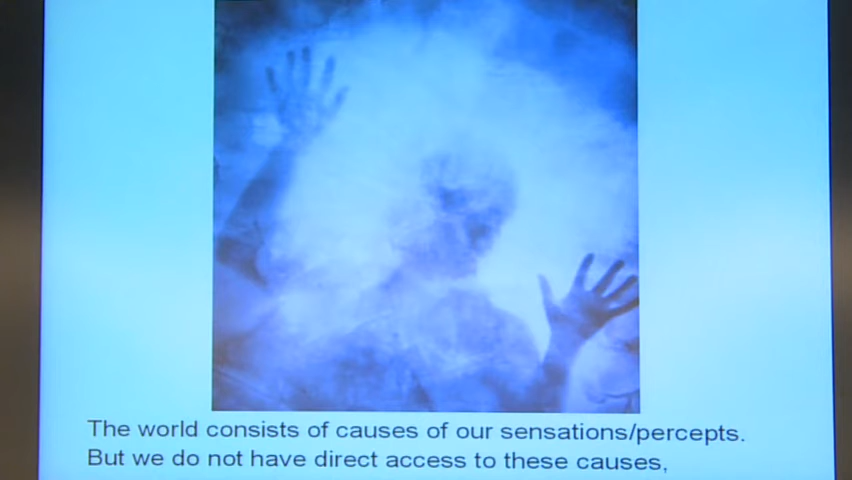 The world consists of causes of our sensations/percepts.
But we do not have direct access to these causes,